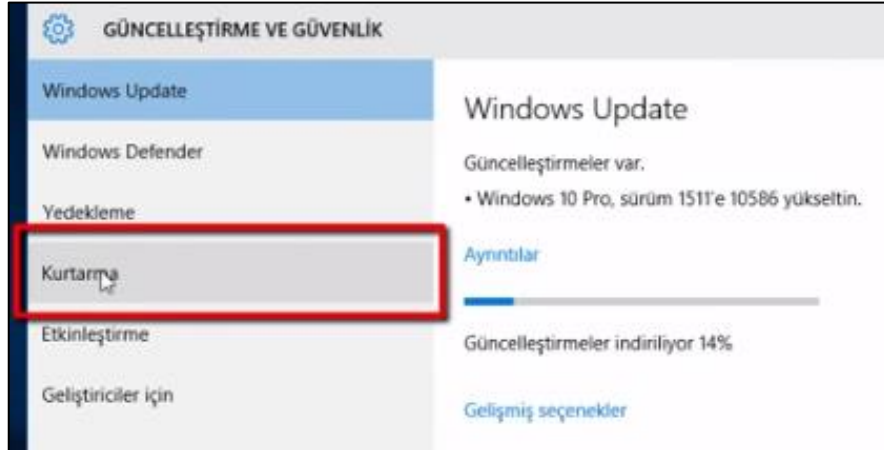 GÜNCELLEŞTİRME VE GÜVENLİK
Windows Update
Windows Defender
Yedekleme
Kurtarma
Etkinleştirme
Geliştiriciler için
Windows Update
Güncelleştirmeler var.
• Windows 10 Pro, sürüm 1511'e 10586 yükseltin.
Ayrıntılar
Güncelleştirmeler indiriliyor 14%
Gelişmiş seçenekler